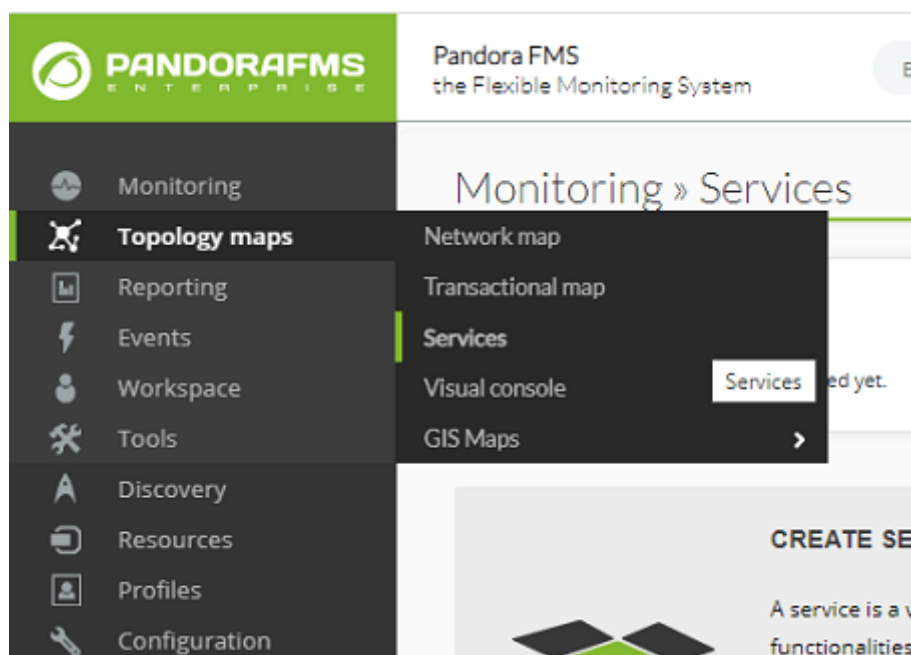 PANDORAFMS
ENTERPRISE
Pandora FMS
the Flexible Monitoring System
Monitoring
Topology maps
Reporting
Events
Workspace
Tools
Discovery
Resources
Profiles
Configuration
Monitoring » Services
Network map
Transactional map
Services
Visual console
GIS Maps
Services
ed yet.
CREATE SE
A service is a v
functionalities